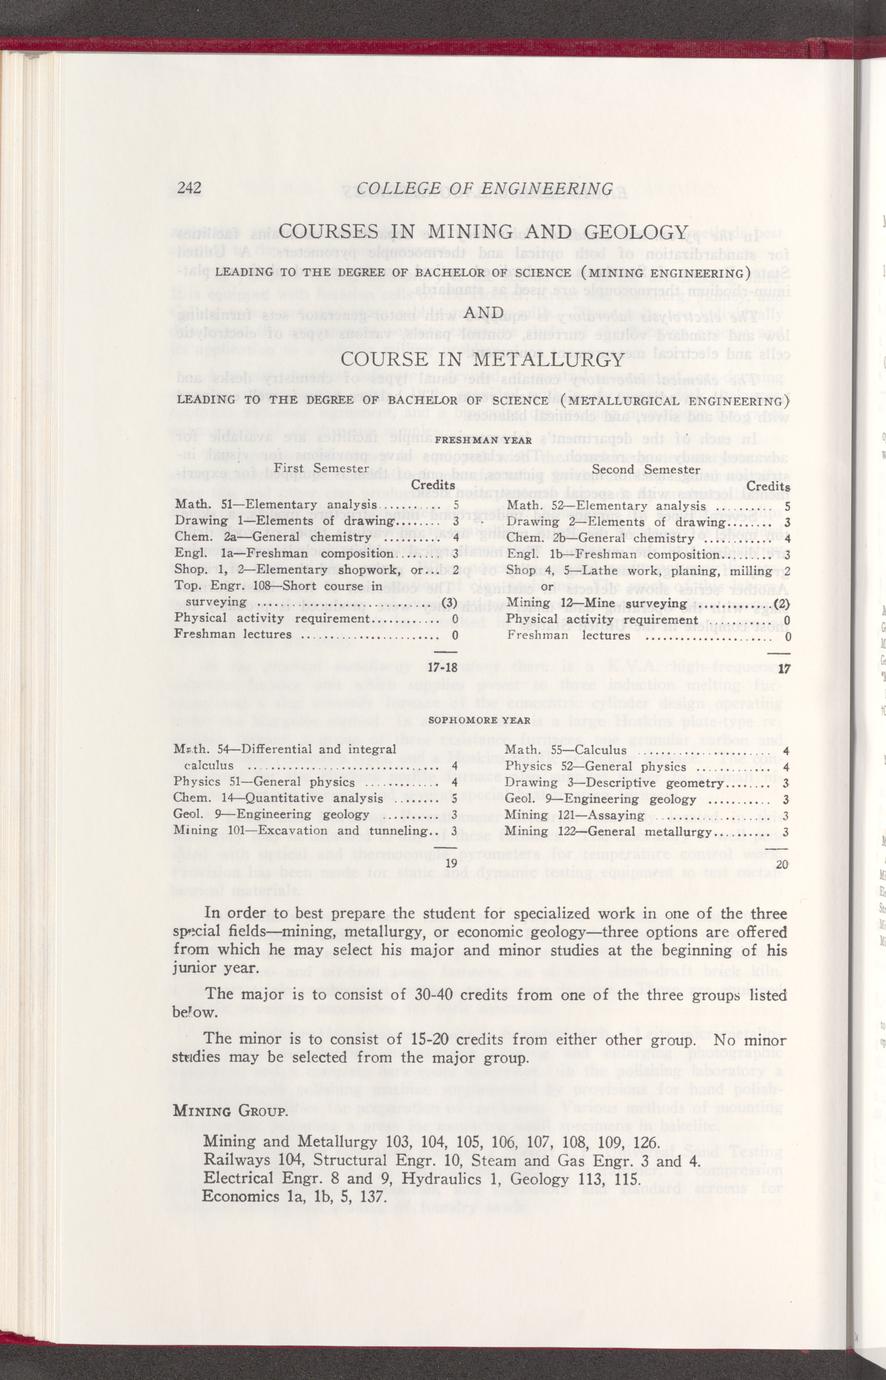 242 COLLEGE OF ENGINEERING
COURSES IN MINING AND GEOLOGY
LEADING TO THE DEGREE OF BACHELOR OF SCIENCE (MINING ENGINEERING)
AND
COURSE IN METALLURGY
LEADING TO THE DEGREE OF BACHELOR OF SCIENCE (METALLURGICAL ENGINEERING)
FRESHMAN YEAR
First Semester
Credits
Math. 51—Elementary analysis........... 5
Drawing 1—Elements of drawing........ 3
Chem. 2a—General chemistry .......... 4
Engl. 1a—Freshman composition........ 3
Shop. 1, 2—Elementary shopwork, or... 2
Top. Engr. 108—Short course in
surveying .............................. (3)
Physical activity requirement............ 0
Freshman lectures ........................ 0
17-18
Second Semester
Credits
Math. 52—Elementary analysis .......... 5
Drawing 2—Elements of drawing........ 3
Chem. 2b—General chemistry ............ 4
Engl. 1b—Freshman composition......... 3
Shop 4, 5—Lathe work, planing, milling 2
or
Mining 12—Mine surveying .............(2)
Physical activity requirement ........... 0
Freshman lectures ...................... 0
17
SOPHOMORE YEAR
Math. 54—Differential and integral
calculus .................................. 4
Physics 51—General physics ............. 4
Chem. 14—Quantitative analysis ........ 5
Geol. 9—Engineering geology .......... 3
Mining 101—Excavation and tunneling.. 3
19
Math. 55—Calculus ....................... 4
Physics 52—General physics ............. 4
Drawing 3—Descriptive geometry........ 3
Geol. 9—Engineering geology ........... 3
Mining 121—Assaying .................... 3
Mining 122—General metallurgy.......... 3
20
In order to best prepare the student for specialized work in one of the three
special fields—mining, metallurgy, or economic geology—three options are offered
from which he may select his major and minor studies at the beginning of his
junior year.
The major is to consist of 30-40 credits from one of the three groups listed
below.
The minor is to consist of 15-20 credits from either other group. No minor
studies may be selected from the major group.
MINING GROUP.
Mining and Metallurgy 103, 104, 105, 106, 107, 108, 109, 126.
Railways 104, Structural Engr. 10, Steam and Gas Engr. 3 and 4.
Electrical Engr. 8 and 9, Hydraulics 1, Geology 113, 115.
Economics 1a, 1b, 5, 137.